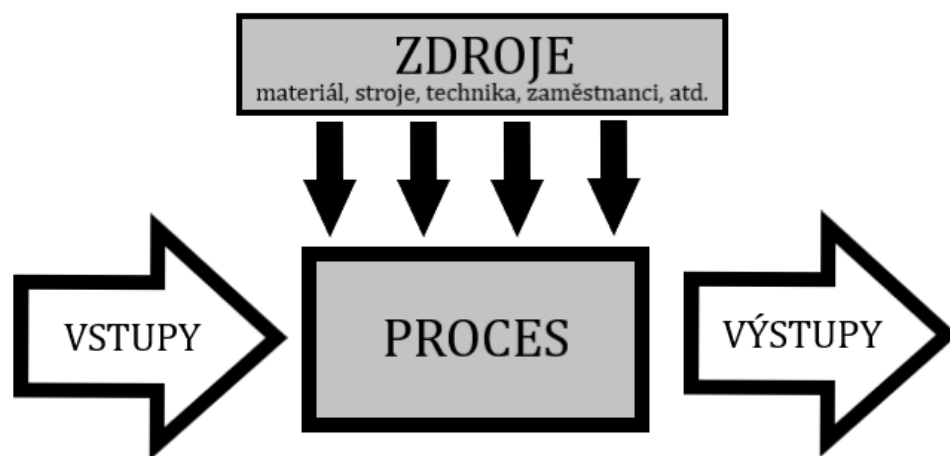 ZDROJE
materiál, stroje, technika, zaměstnanci, atd.
VSTUPY
PROCES
VÝSTUPY